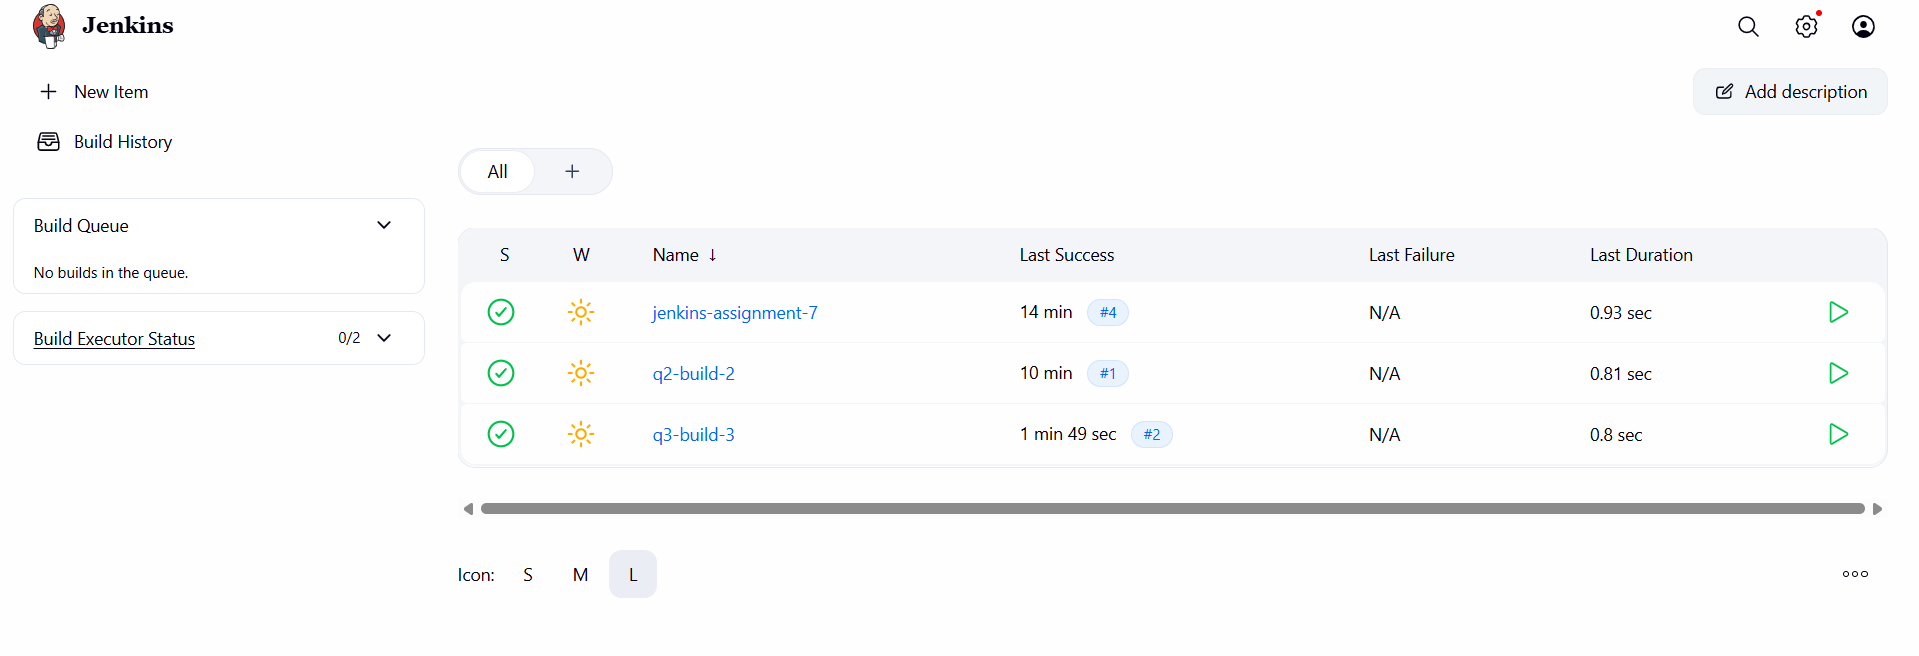 Jenkins
New Item
Add description
Build History
All
Build Queue
No builds in the queue.
Build Executor Status 0/2
S W Name ↓ Last Success Last Failure Last Duration
jenkins-assignment-7 14 min #4 N/A 0.93 sec
q2-build-2 10 min #1 N/A 0.81 sec
q3-build-3 1 min 49 sec #2 N/A 0.8 sec
Icon: S M L